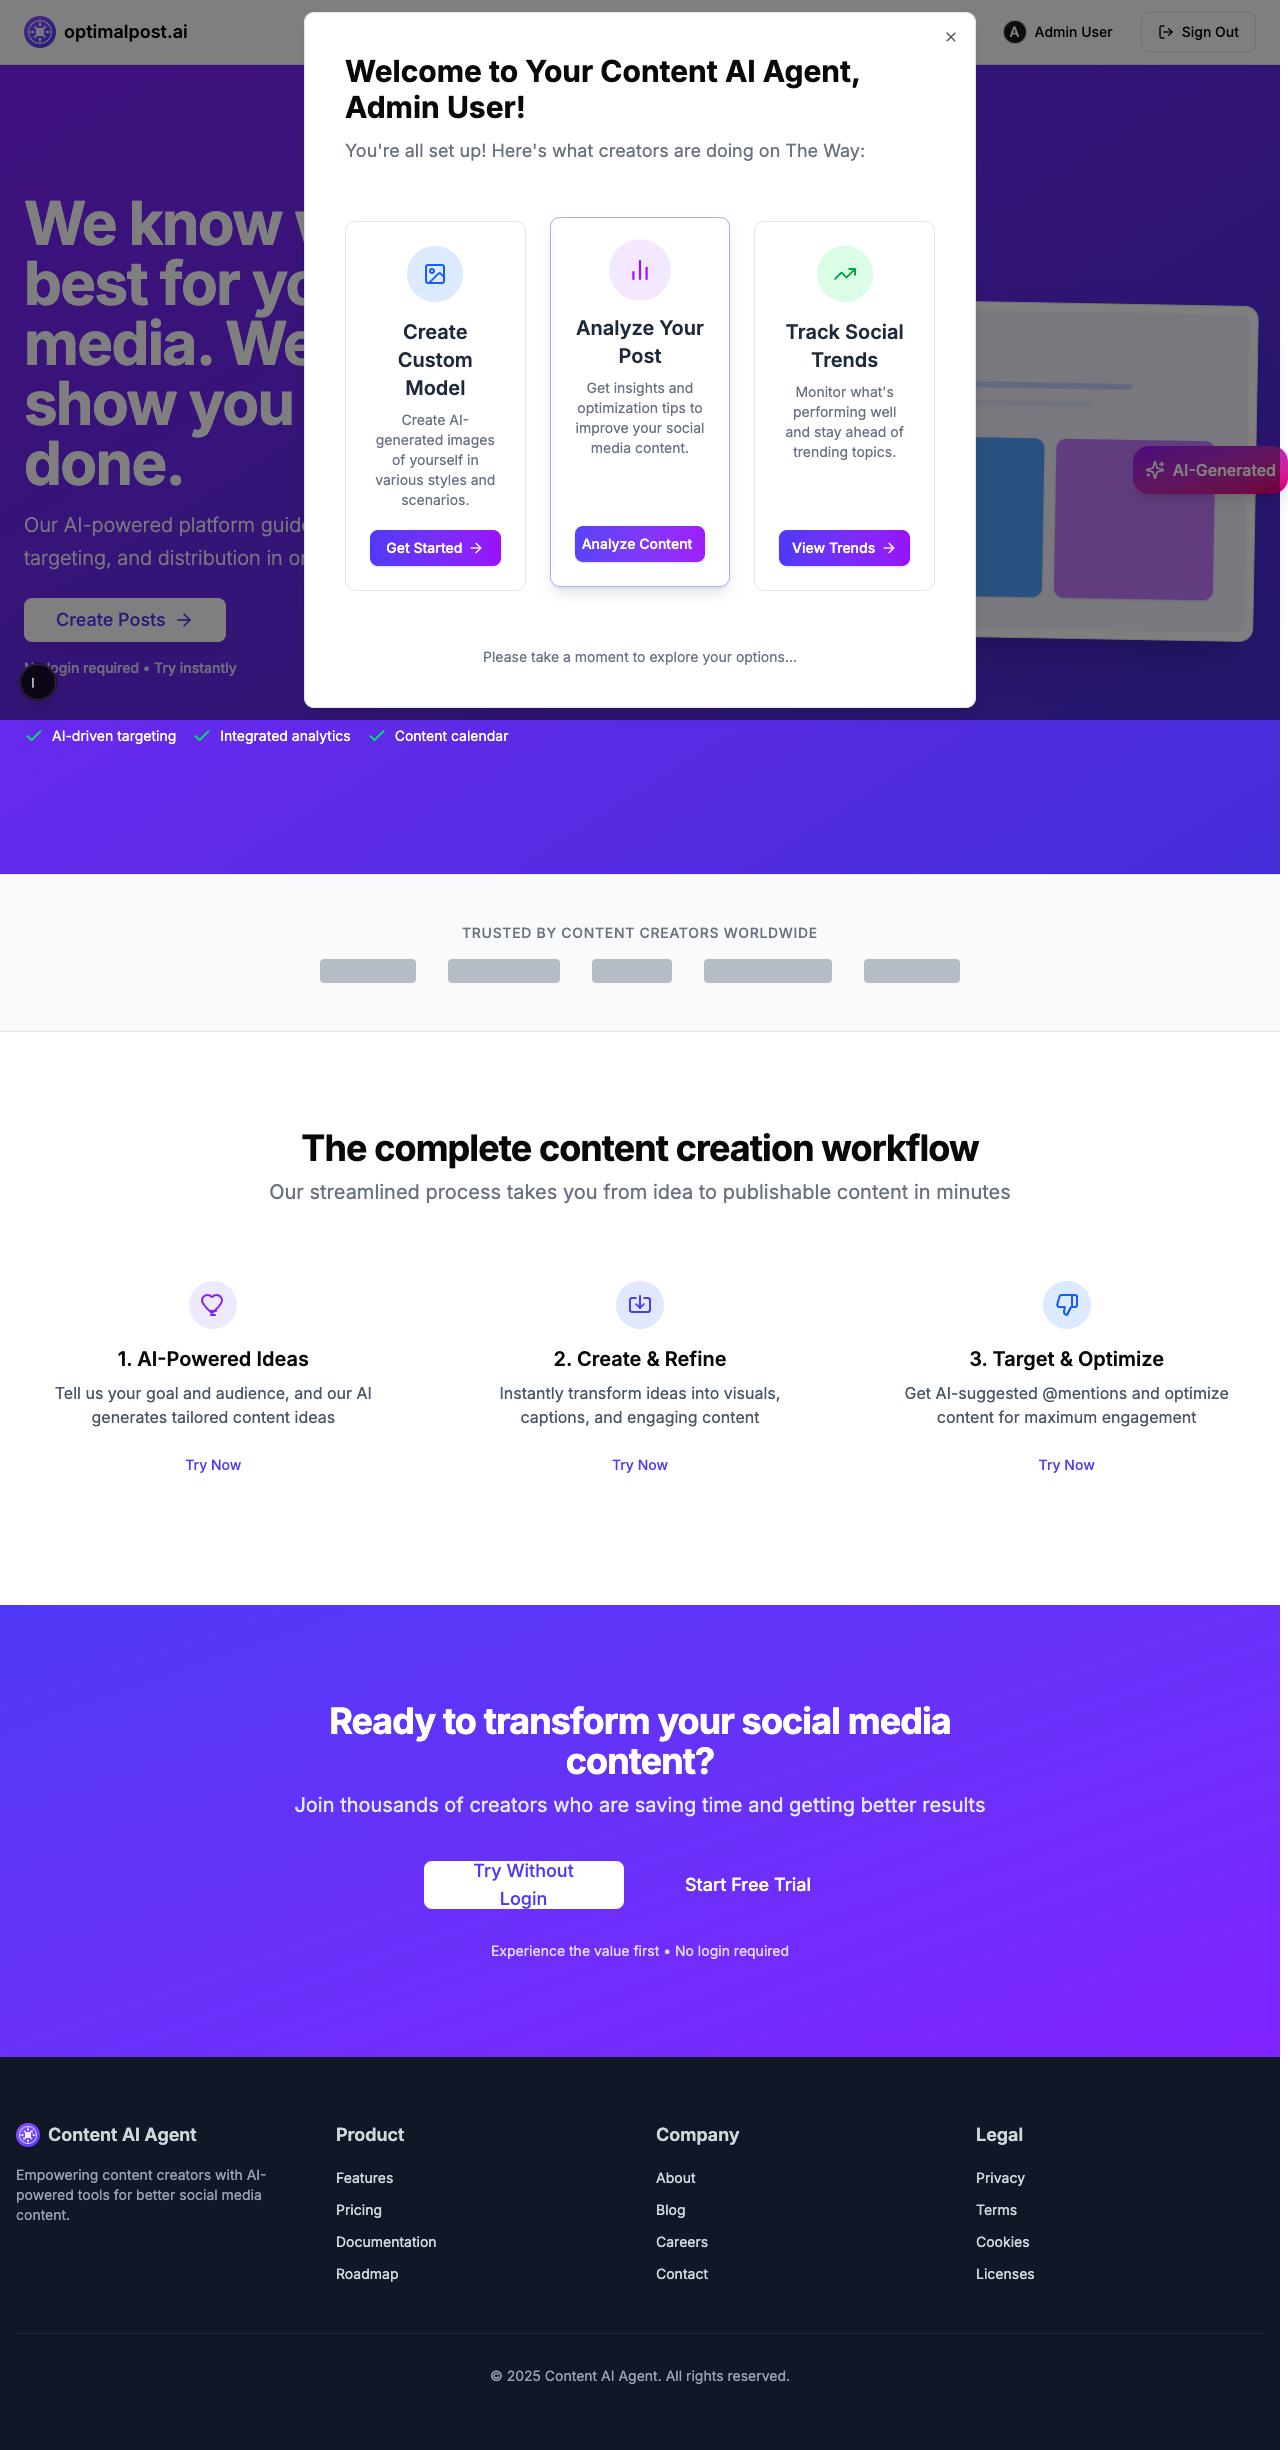 optimalpost.ai
A Admin User
Sign Out
Welcome to Your Content AI Agent,
Admin User!
You're all set up! Here's what creators are doing on The Way:
Create
Custom
Model
Create AI-
generated images
of yourself in
various styles and
scenarios.
Get Started
Analyze Your
Post
Get insights and
optimization tips to
improve your social
media content.
Analyze Content
Track Social
Trends
Monitor what's
performing well
and stay ahead of
trending topics.
View Trends
Please take a moment to explore your options...
We know
best for
media. We
show you
done.
Our AI-powered platform
targeting, and distribution in
Create Posts
login required • Try instantly
AI-Generated
AI-driven targeting
Integrated analytics
Content calendar
TRUSTED BY CONTENT CREATORS WORLDWIDE
The complete content creation workflow
Our streamlined process takes you from idea to publishable content in minutes
1. AI-Powered Ideas
Tell us your goal and audience, and our AI
generates tailored content ideas
Try Now
2. Create & Refine
Instantly transform ideas into visuals,
captions, and engaging content
Try Now
3. Target & Optimize
Get AI-suggested @mentions and optimize
content for maximum engagement
Try Now
Ready to transform your social media
content?
Join thousands of creators who are saving time and getting better results
Try Without
Login
Start Free Trial
Experience the value first • No login required
Content AI Agent
Empowering content creators with AI-
powered tools for better social media
content.
Product
Features
Pricing
Documentation
Roadmap
Company
About
Blog
Careers
Contact
Legal
Privacy
Terms
Cookies
Licenses
© 2025 Content AI Agent. All rights reserved.